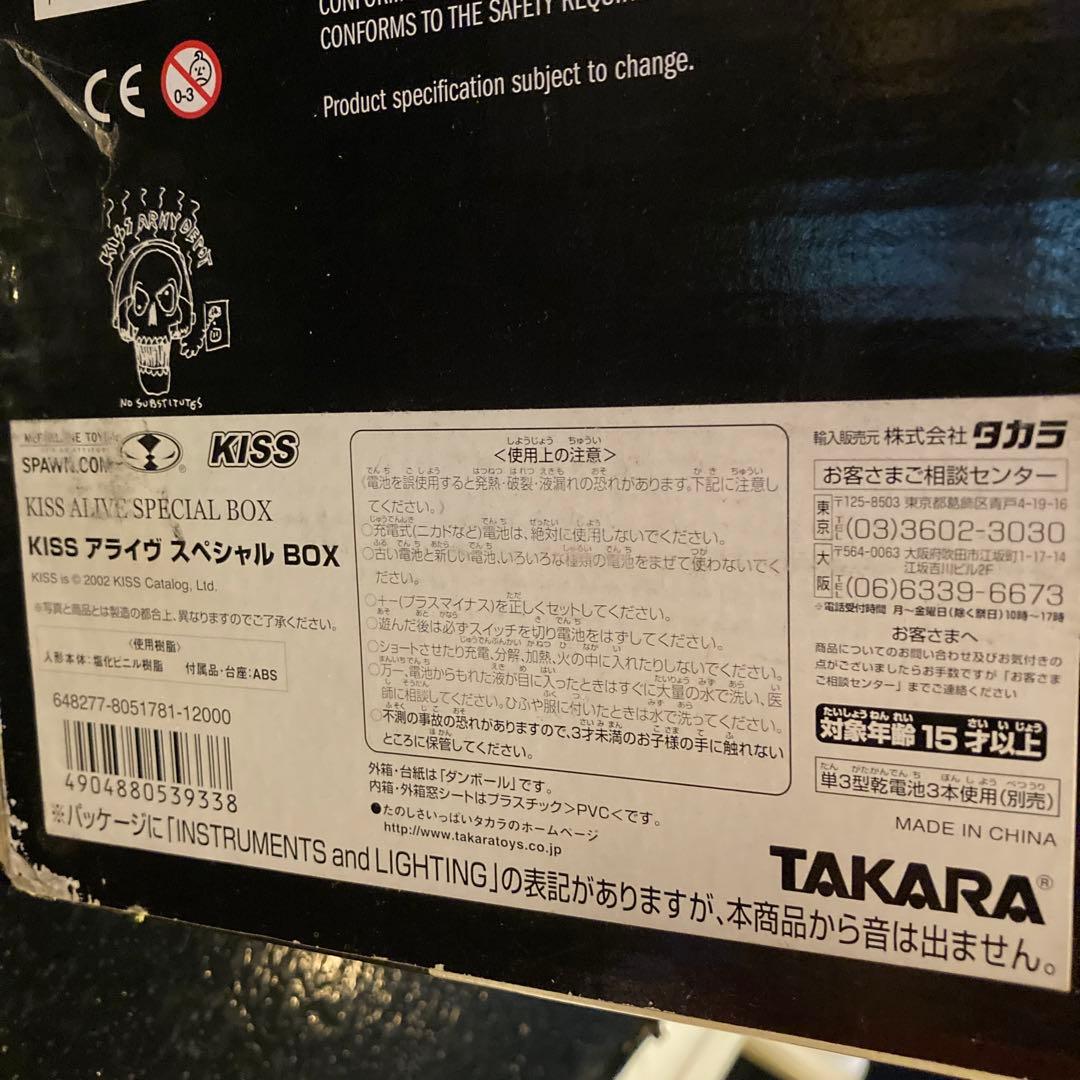 CONFORMS TO THE SAFETY
Product specification subject to change.
CE
0-3
KISS ARMY DEPOT
NO SUBSTITUTES
SPAWN.COM
KISS
KISS ALIVE SPECIAL BOX
KISS アライヴ スペシャル BOX
KISS is © 2002 KISS Catalog, Ltd.
※写真と商品とは製造の都合上、異なりますのでご了承ください。
〈使用樹脂〉
人形本体:塩化ビニル樹脂 付属品・台座:ABS
648277-8051781-12000
4904880539338
<使用上の注意>
(電池を誤使用すると発熱・破裂・液漏れの恐れがあります。下記に注意し
てください。)
○充電式(ニカドなど)電池は、絶対に使用しないでください。
○古い電池と新しい電池、いろいろな種類の電池をまぜて使わないでく
ださい。
○+−(プラスマイナス)を正しくセットしてください。
○遊んだ後は必ずスイッチを切り電池をはずしてください。
○ショートさせたり充電、分解、加熱、火の中に入れたりしないでください。
○万一、電池からもれた液が目に入ったときはすぐに大量の水で洗い、医
師に相談してください。ひふや服に付いたときは水で洗ってください。
○不測の事故の恐れがありますので、3才未満のお子様の手に触れない
ところに保管してください。
外箱・台紙は「ダンボール」です。
内箱・外箱窓シートはプラスチック>PVC<です。
●たのしさいっぱいタカラのホームページ
http://www.takaratoys.co.jp
輸入販売元 株式会社タカラ
お客さまご相談センター
東京 〒125-8503 東京都葛飾区青戸4-19-16
TEL (03)3602-3030
大阪 〒564-0063 大阪府吹田市江坂町1-17-14
江坂吉川ビル2F
TEL (06)6339-6673
*電話受付時間 月〜金曜日(除く祭日)10時〜17時
お客さまへ
商品についてのお問い合わせ及びお気付きの
点がございましたらお手数ですが「お客さま
ご相談センター」までご連絡ください
対象年齢 15才以上
単3型乾電池3本使用(別売)
MADE IN CHINA
TAKARA®
※パッケージに「INSTRUMENTS and LIGHTING」の表記がありますが、本商品から音は出ません。